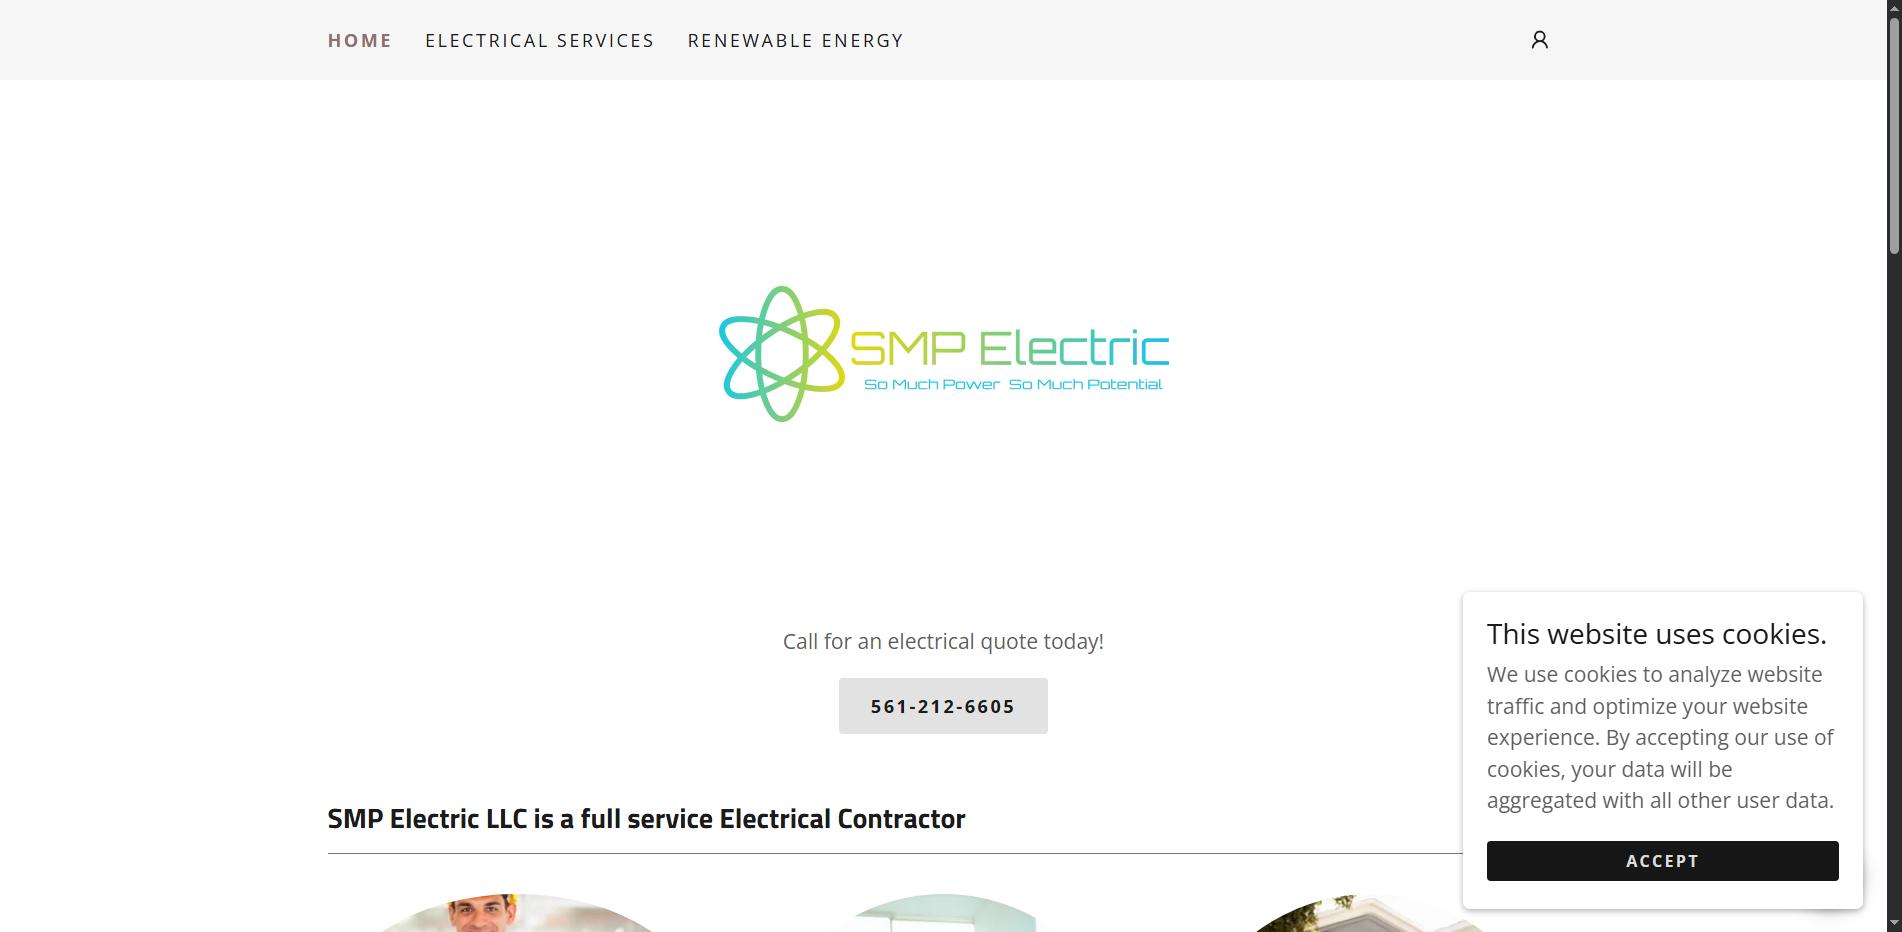 HOME ELECTRICAL SERVICES RENEWABLE ENERGY
SMP Electric
So Much Power So Much Potential
Call for an electrical quote today!
561-212-6605
SMP Electric LLC is a full service Electrical Contractor
This website uses cookies.
We use cookies to analyze website
traffic and optimize your website
experience. By accepting our use of
cookies, your data will be
aggregated with all other user data.
ACCEPT